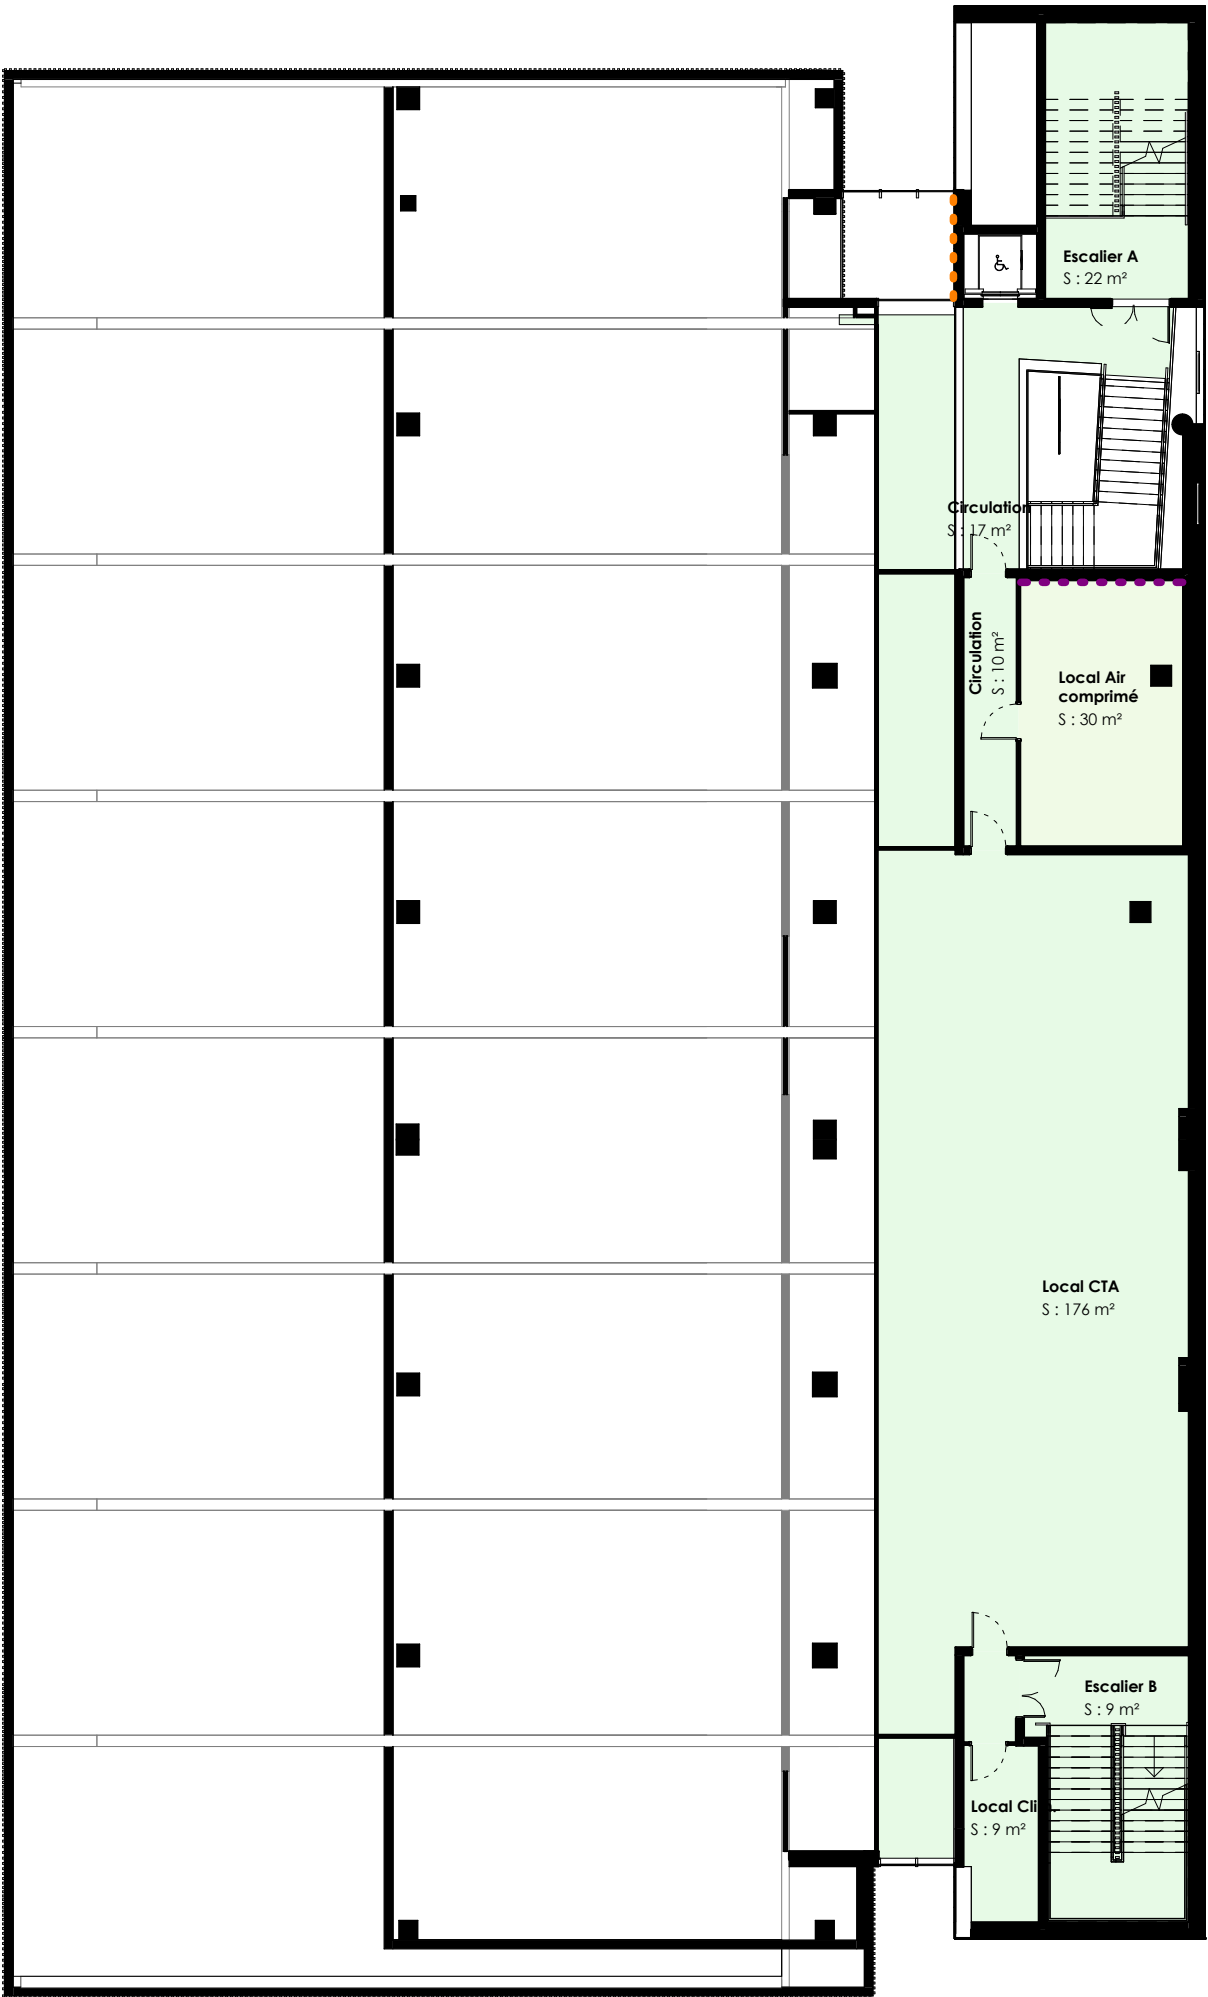 Escalier A
S : 22 m²
Circulation
S : 17 m²
Circulation
S : 10 m²
Local Air
comprimé
S : 30 m²
Local CTA
S : 176 m²
Escalier B
S : 9 m²
Local
S : 9 m²